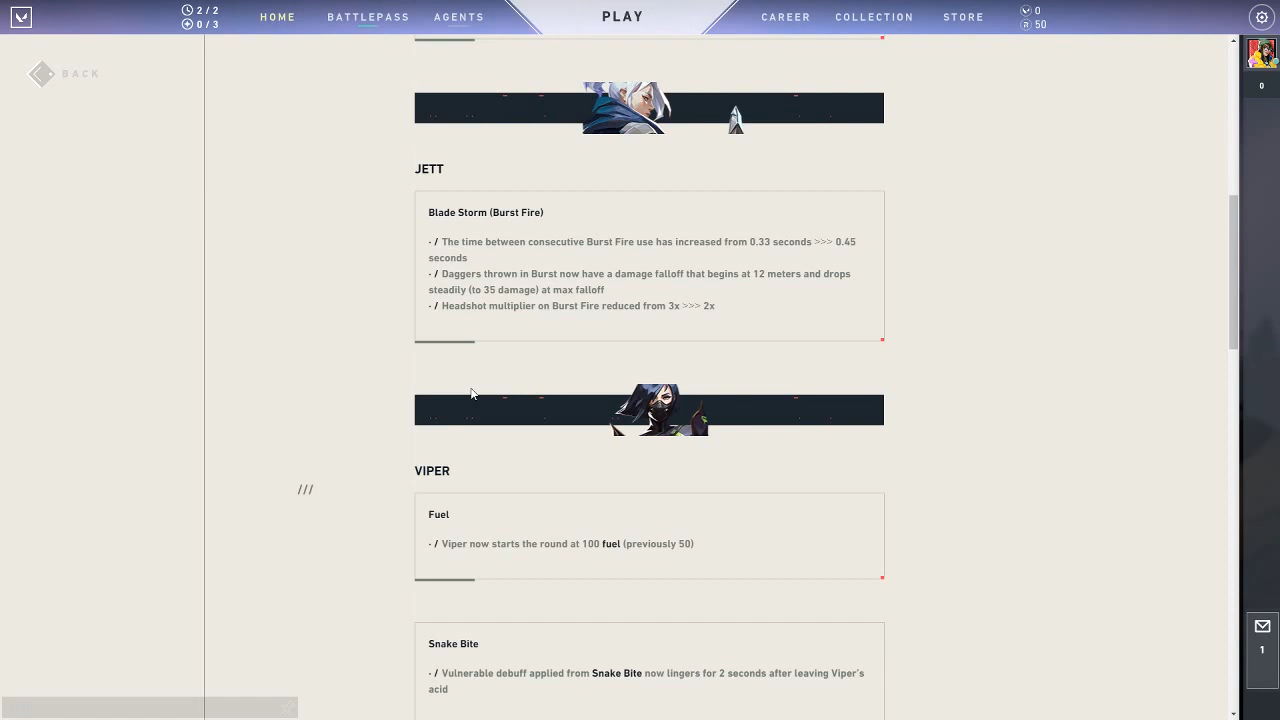 2 / 2
0 / 3
HOME
BATTLEPASS
AGENTS
PLAY
CAREER
COLLECTION
STORE
0
50
BACK
0
JETT
Blade Storm (Burst Fire)
· / The time between consecutive Burst Fire use has increased from 0.33 seconds >>> 0.45
seconds
· / Daggers thrown in Burst now have a damage falloff that begins at 12 meters and drops
steadily (to 35 damage) at max falloff
· / Headshot multiplier on Burst Fire reduced from 3x >>> 2x
VIPER
///
Fuel
· / Viper now starts the round at 100 fuel (previously 50)
Snake Bite
· / Vulnerable debuff applied from Snake Bite now lingers for 2 seconds after leaving Viper's
acid
1